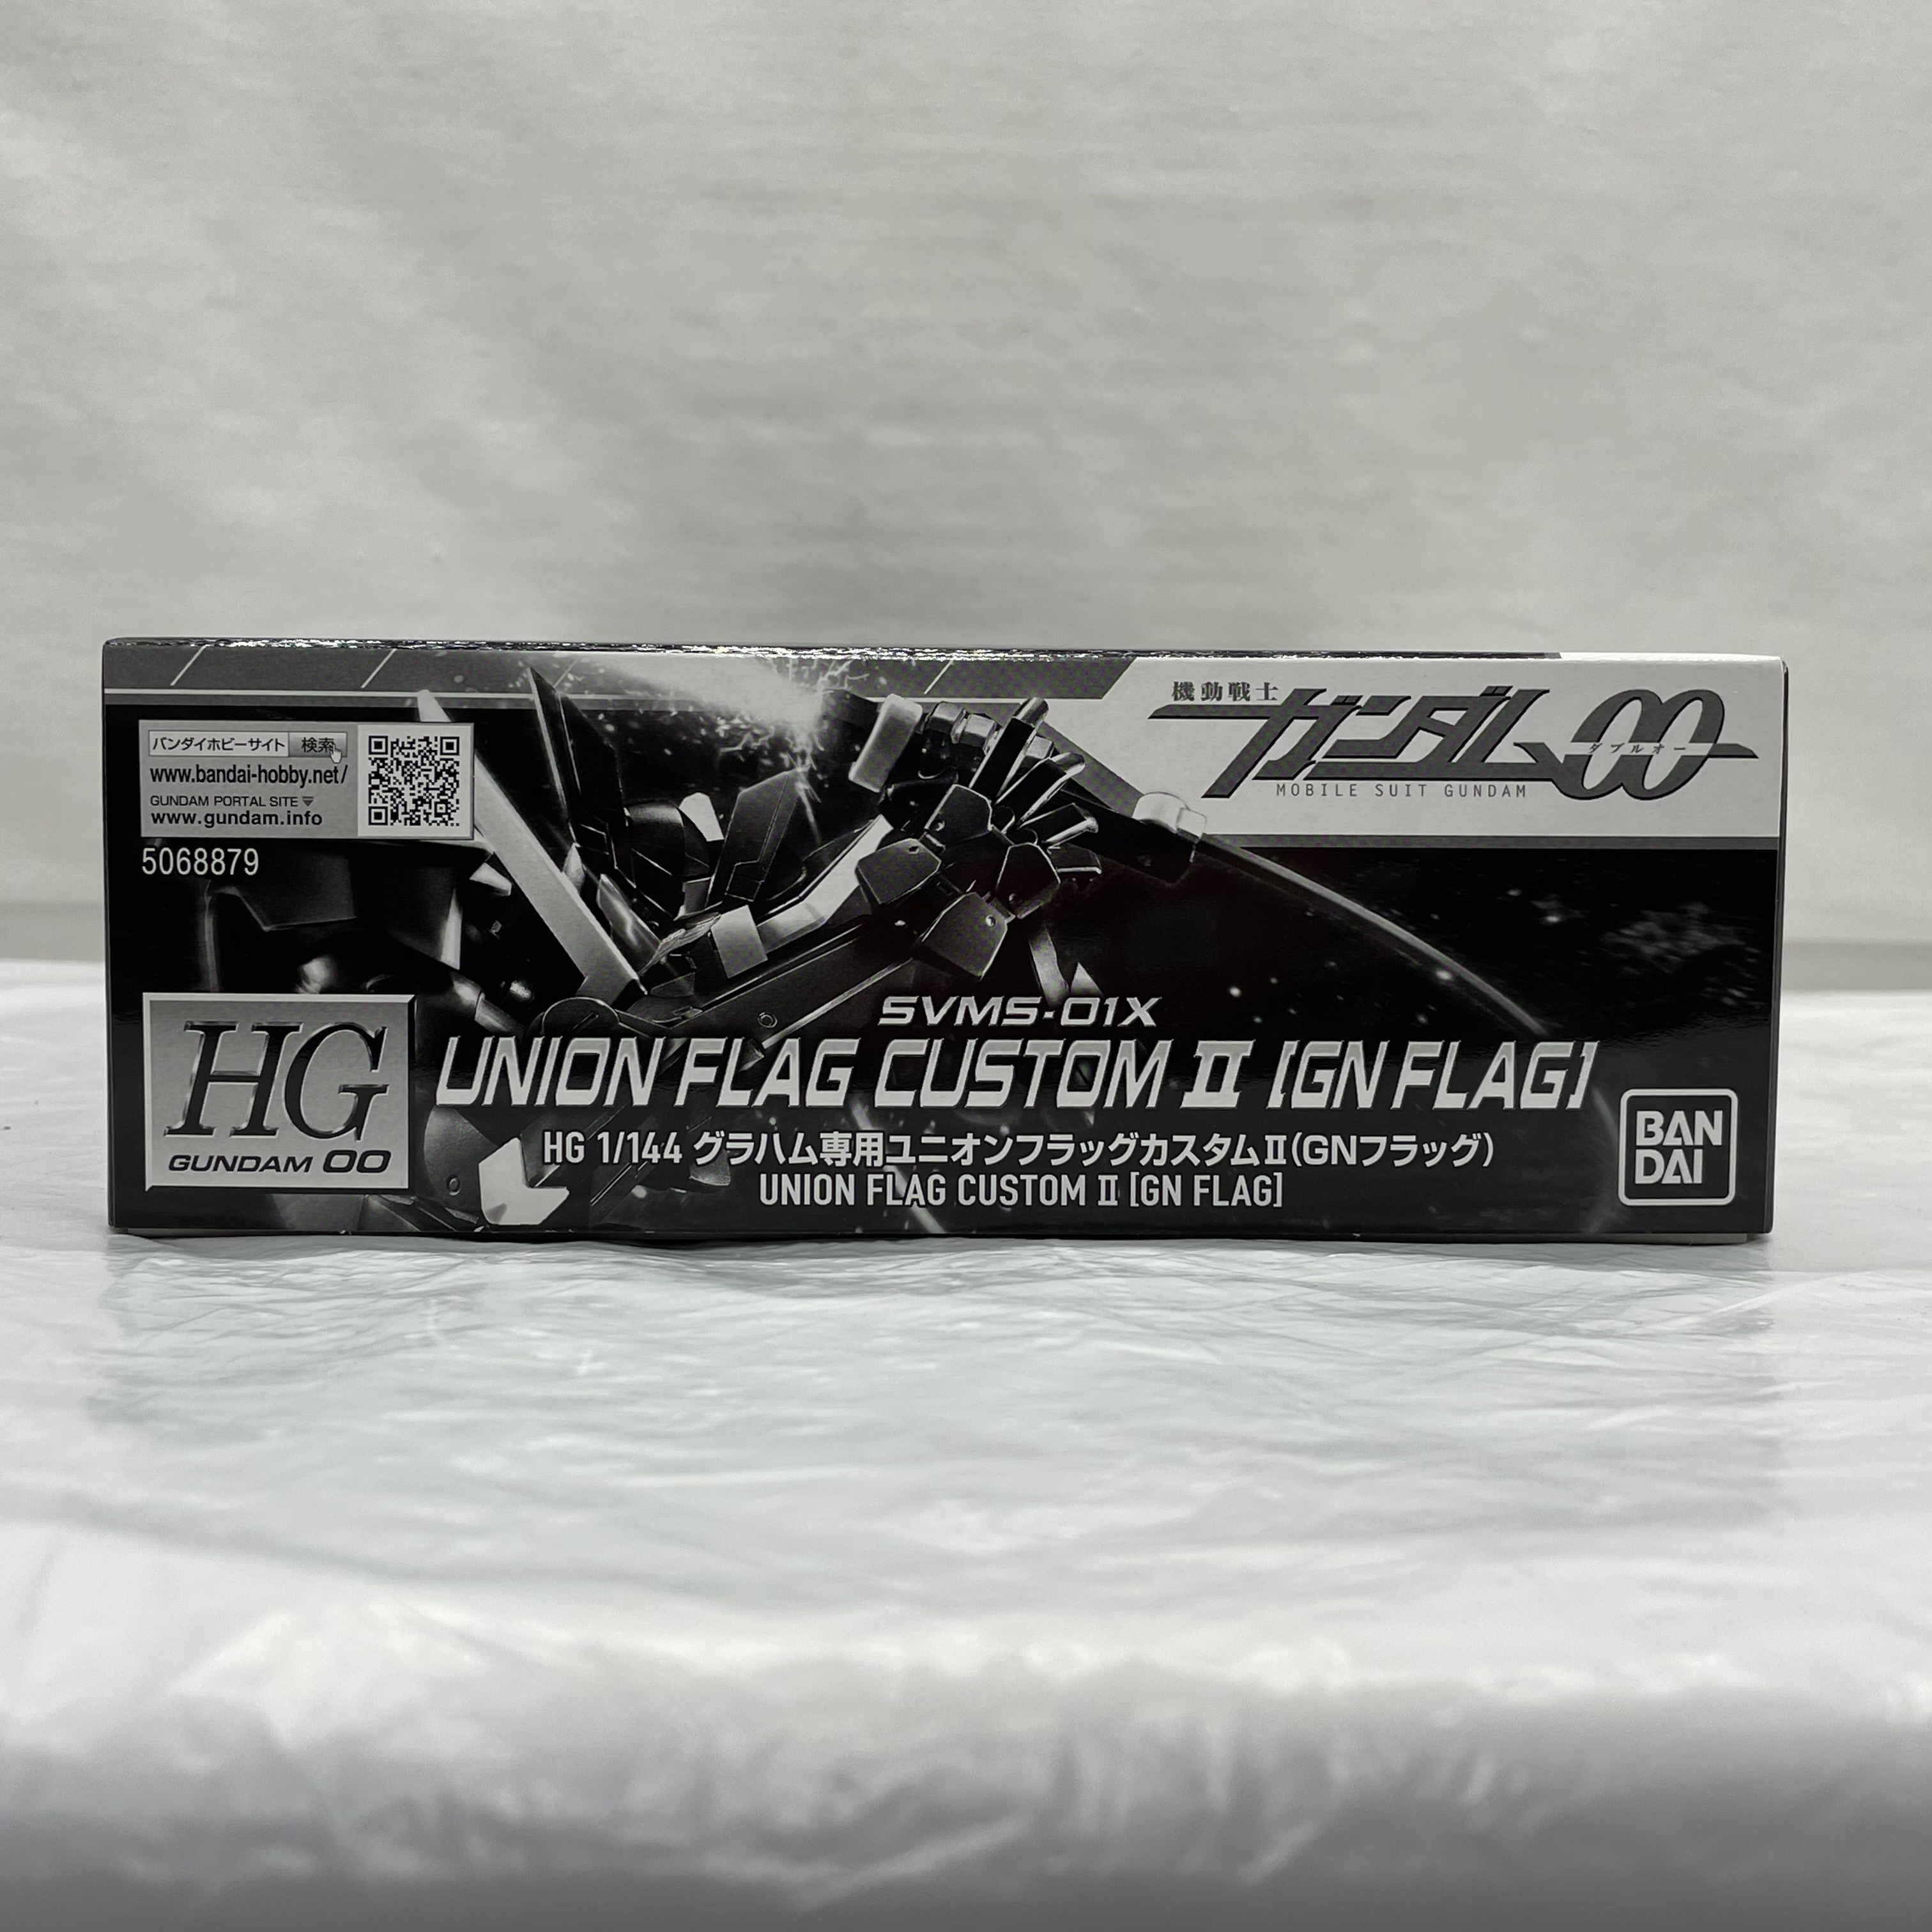 バンダイホビーサイト 検索
www.bandai-hobby.net/
GUNDAM PORTAL SITE
www.gundam.info
5068879
機動戦士
ガンダム00
ダブルオー
MOBILE SUIT GUNDAM
HG
GUNDAM 00
SVMS-01X
UNION FLAG CUSTOM II [GN FLAG]
HG 1/144 グラハム専用ユニオンフラッグカスタムII(GNフラッグ)
UNION FLAG CUSTOM II [GN FLAG]
BAN
DAI